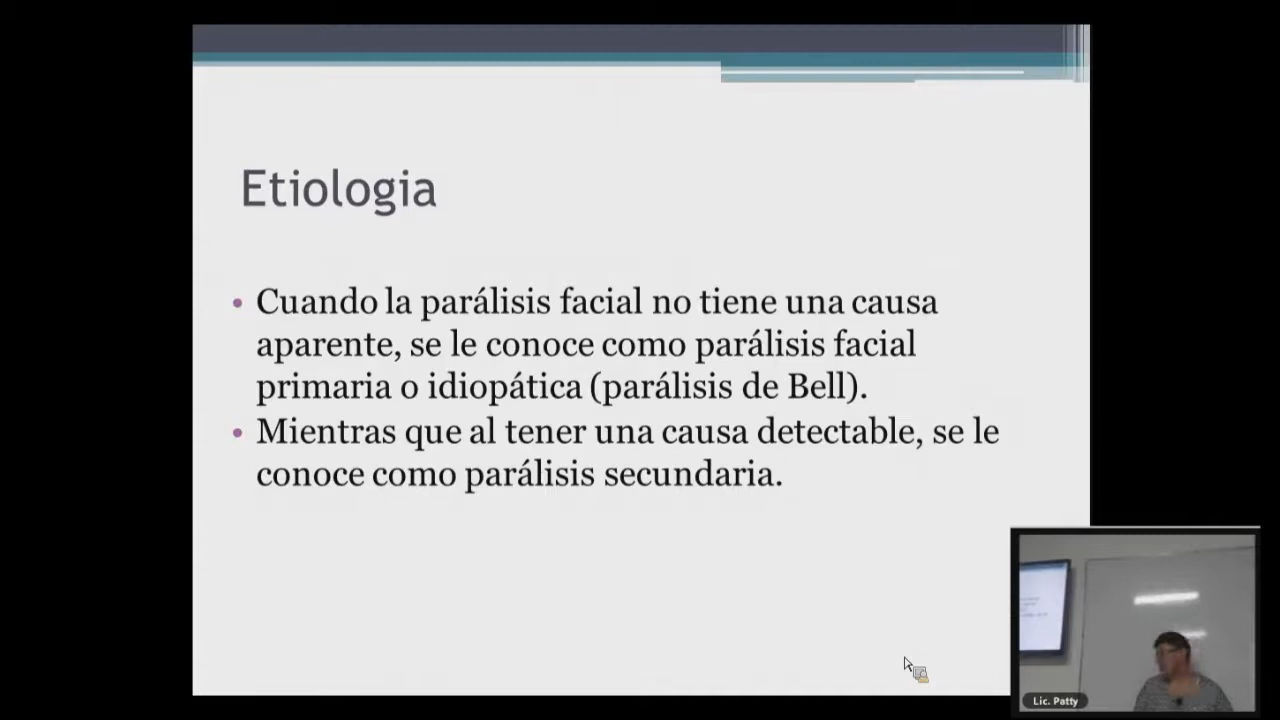 Etiologia
• Cuando la parálisis facial no tiene una causa
aparente, se le conoce como parálisis facial
primaria o idiopática (parálisis de Bell).
• Mientras que al tener una causa detectable, se le
conoce como parálisis secundaria.
Lic. Patty